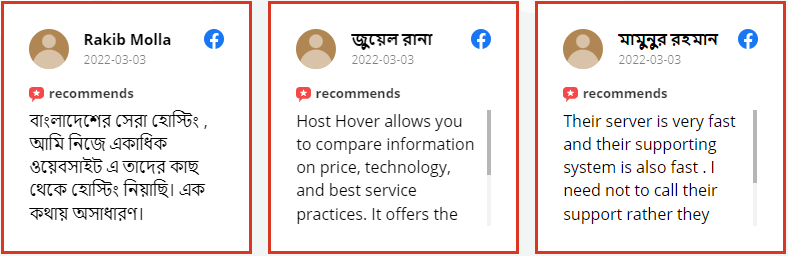 Rakib Molla
2022-03-03
recommends
বাংলাদেশের সেরা হোস্টিং ,
আমি নিজে একাধিক
ওয়েবসাইট এ তাদের কাছ
থেকে হোস্টিং নিয়াছি। এক
কথায় অসাধারণ।
জুয়েল রানা
2022-03-03
recommends
Host Hover allows you
to compare information
on price, technology,
and best service
practices. It offers the
মামুনুর রহমান
2022-03-03
recommends
Their server is very fast
and their supporting
system is also fast . I
need not to call their
support rather they